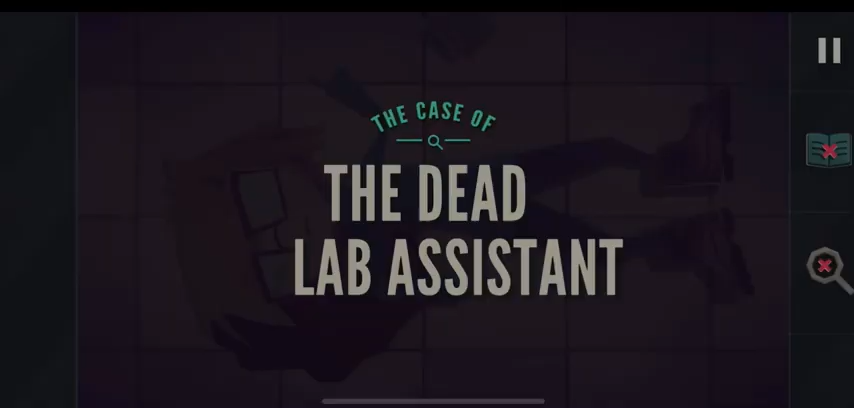 THE CASE OF
THE DEAD
LAB ASSISTANT